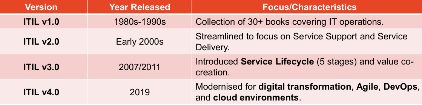 Version Year Released Focus/Characteristics
ITIL v1.0 1980s-1990s Collection of 30+ books covering IT operations.
ITIL v2.0 Early 2000s Streamlined to focus on Service Support and Service
Delivery.
ITIL v3.0 2007/2011 Introduced Service Lifecycle (5 stages) and value co-
creation.
ITIL v4.0 2019 Modernised for digital transformation, Agile, DevOps,
and cloud environments.